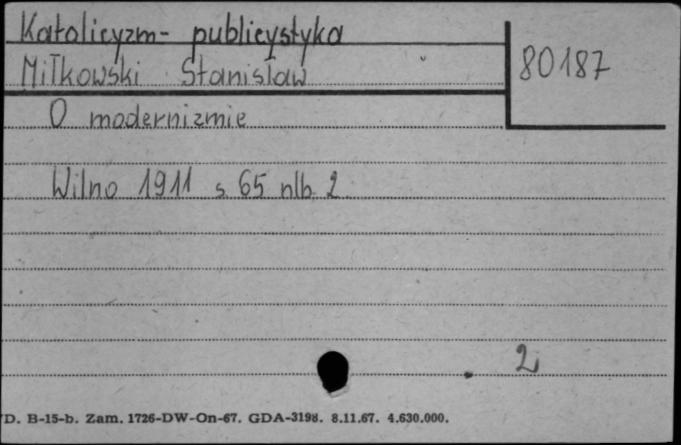 Katolicyzm - publicystyka
Miłkowski Stanisław
80187
O modernizmie
Wilno 1911 s. 65 nlb. 2.
2
D. B-15-b. Zam. 1726-DW-On-67. GDA-3198. 8.11.67. 4.630.000.